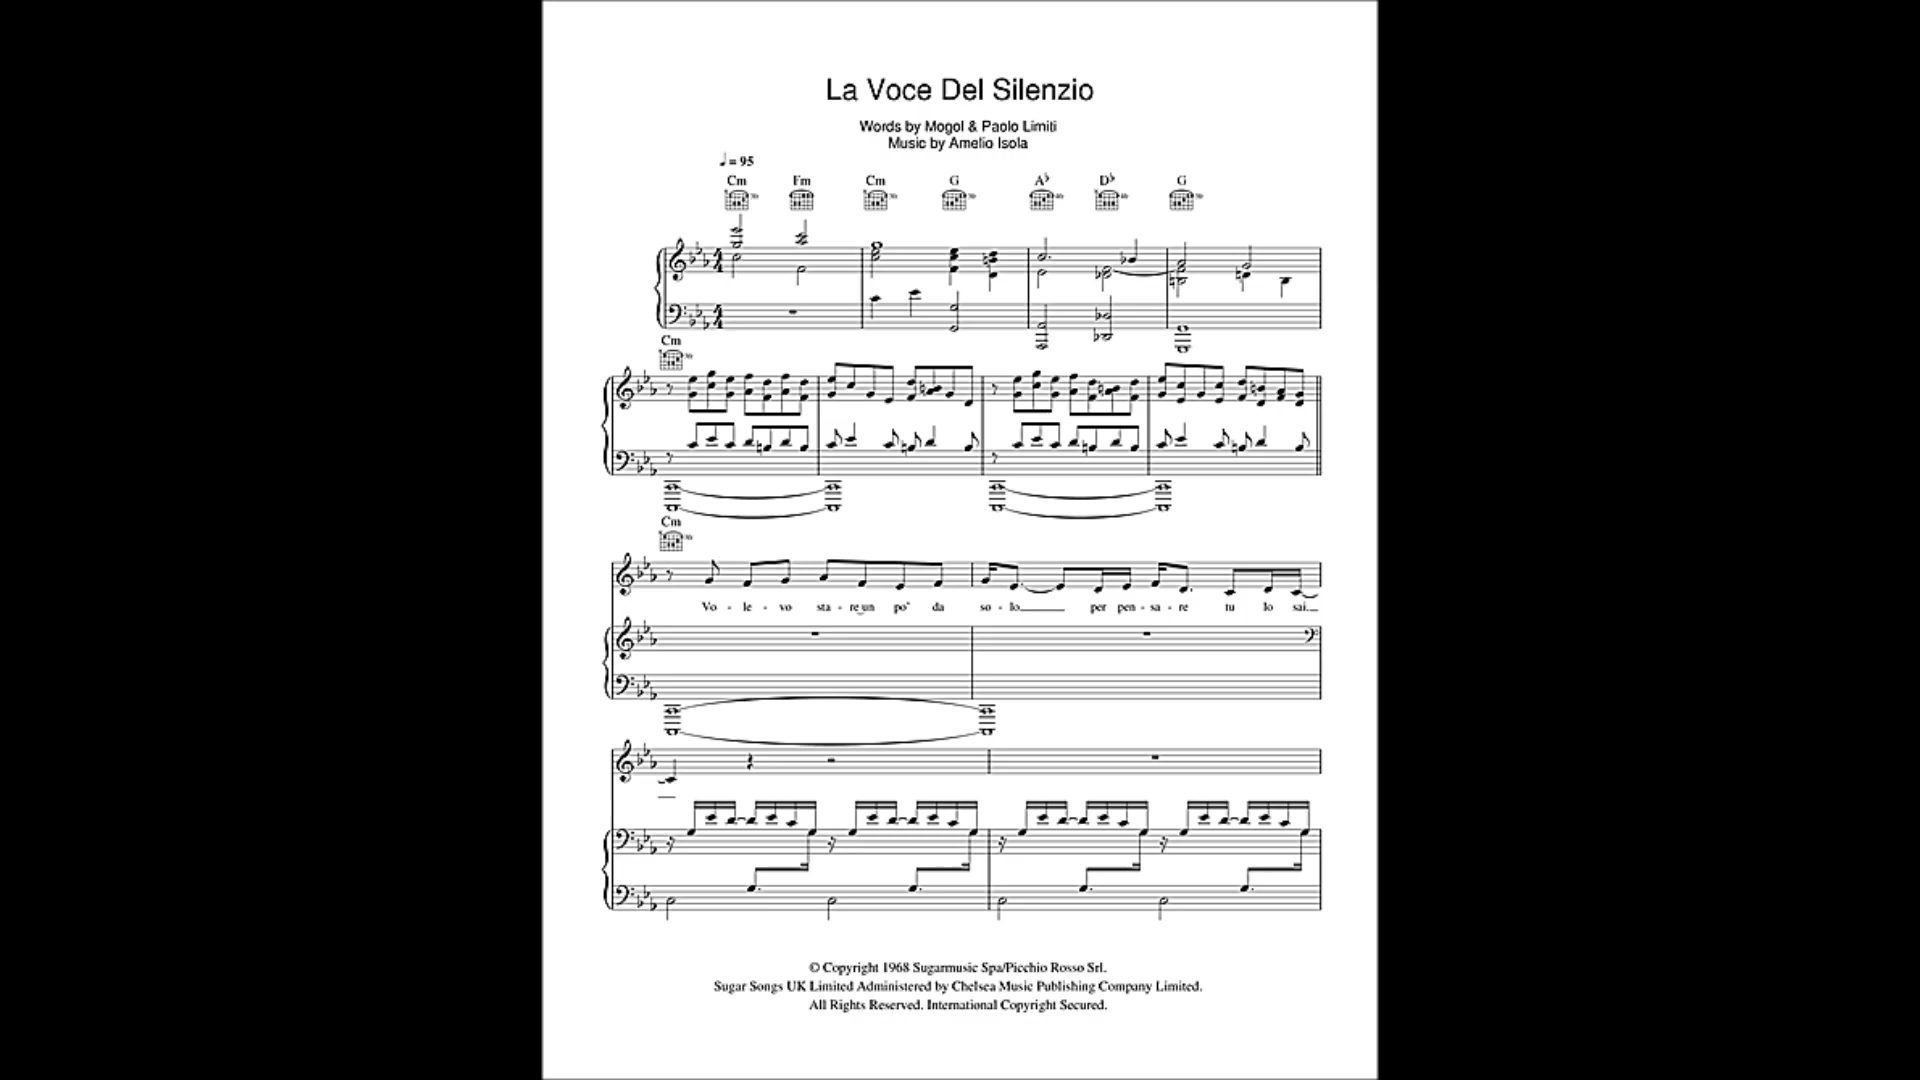 La Voce Del Silenzio
Words by Mogol & Paolo Limiti
Music by Amelio Isola
♩ = 95
Cm Fm Cm G A♭ D♭ G
Cm
Cm
Vo - le - vo sta - re un po' da so - lo per pen - sa - re tu lo sai.
© Copyright 1968 Sugarmusic Spa/Picchio Rosso Srl.
Sugar Songs UK Limited Administered by Chelsea Music Publishing Company Limited.
All Rights Reserved. International Copyright Secured.